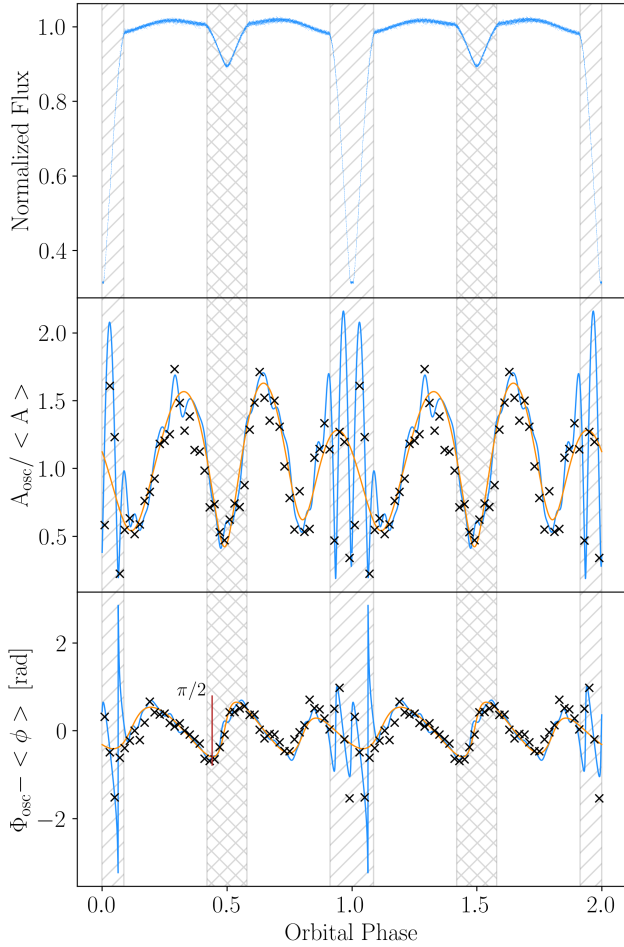 1.0
0.8
0.6
0.4
Normalized Flux
2.0
1.5
1.0
0.5
A_osc / < A >
2
0
−2
Φ_osc − < ϕ > [rad]
π/2
0.0 0.5 1.0 1.5 2.0
Orbital Phase